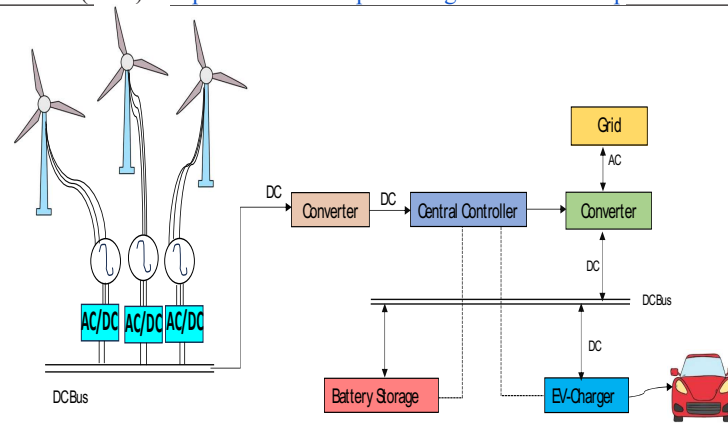 Grid
AC
DC
Converter
DC
Central Controller
Converter
DC
DCBus
AC/DC
AC/DC
AC/DC
DC
DCBus
Battery Storage
EV-Charger